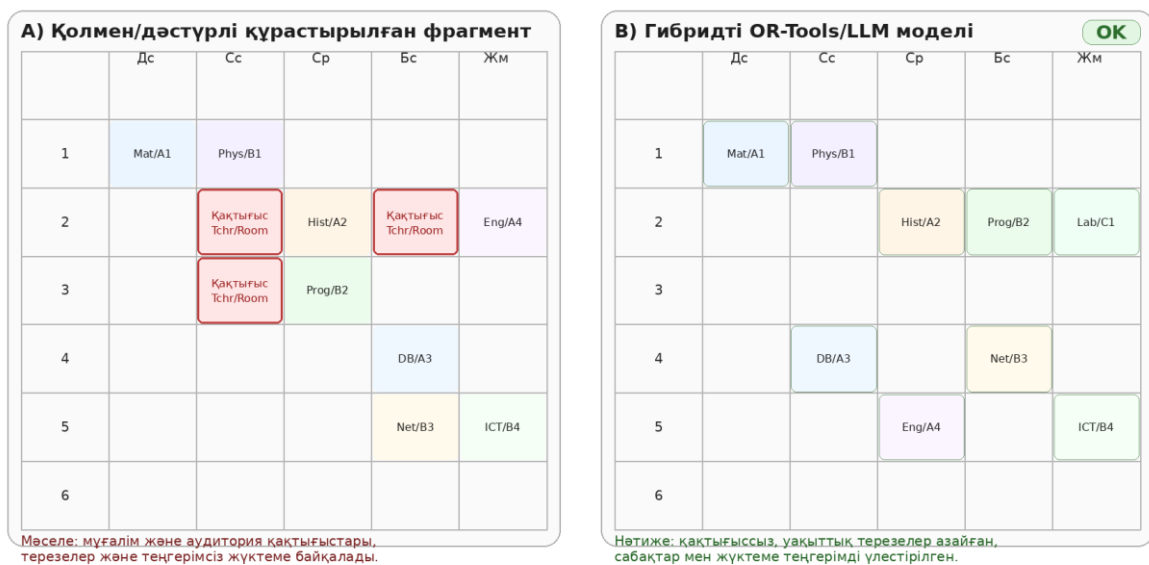 А) Қолмен/дәстүрлі құрастырылған фрагмент
Дс Сс Ср Бс Жм
1 Mat/A1 Phys/B1
2 Қақтығыс Tchr/Room Hist/A2 Қақтығыс Tchr/Room Eng/A4
3 Қақтығыс Tchr/Room Prog/B2
4 DB/A3
5 Net/B3 ICT/B4
6
Мәселе: мұғалім және аудитория қақтығыстары,
терезелер және теңгерімсіз жүктеме байқалады.
B) Гибридті OR-Tools/LLM моделі
OK
Дс Сс Ср Бс Жм
1 Mat/A1 Phys/B1
2 Hist/A2 Prog/B2 Lab/C1
3
4 DB/A3 Net/B3
5 Eng/A4 ICT/B4
6
Нәтиже: қақтығыссыз, уақыттық терезелер азайған,
сабақтар мен жүктеме теңгерімді үлестірілген.